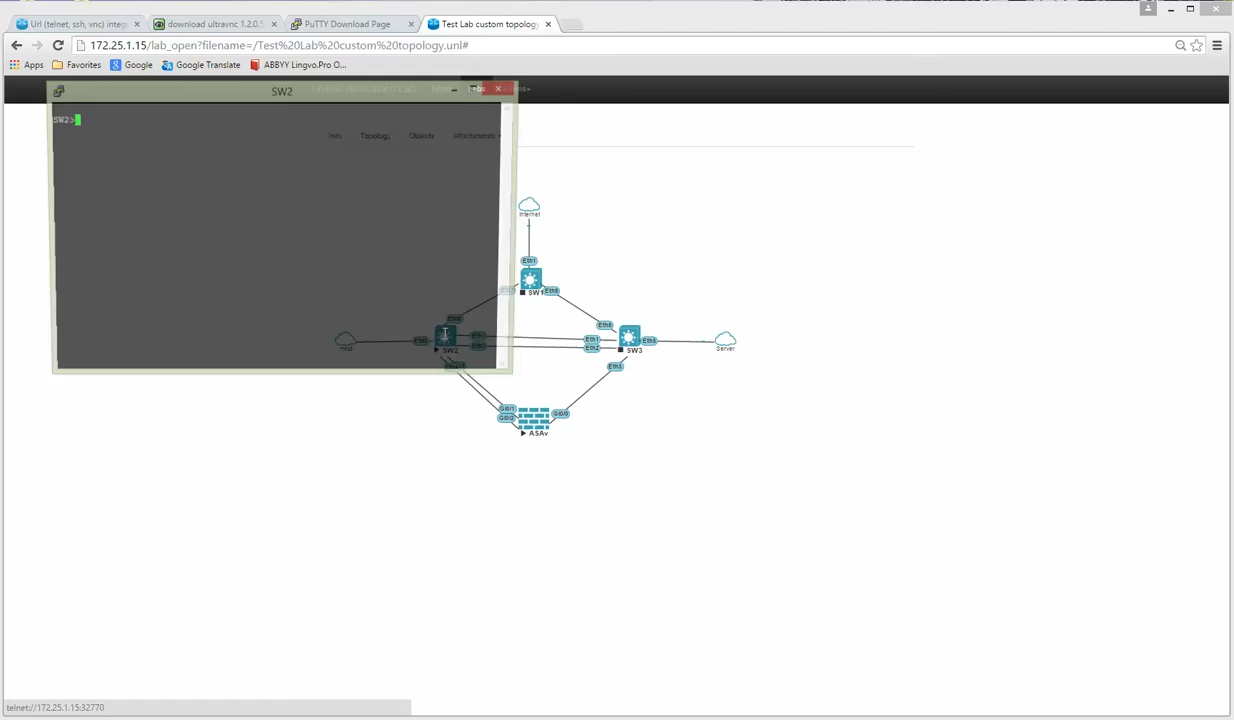 Url (telnet, ssh, vnc) integ
download ultravnc 1.2.0.5
PuTTY Download Page
Test Lab custom topology
172.25.1.15/lab_open?filename=/Test%20Lab%20custom%20topology.unl#
Apps
Favorites
Google
Google Translate
ABBYY Lingvo.Pro O...
SW2
SW2>
Info
Topology
Objects
Attachments
Internet
Eth1
SW1
Eth8
Eth8
Host
SW2
Eth1
Eth2
SW3
Eth5
Server
Eth3
Gi0/1
Gi0/2
Gi0/0
ASAv
telnet://172.25.1.15:32770